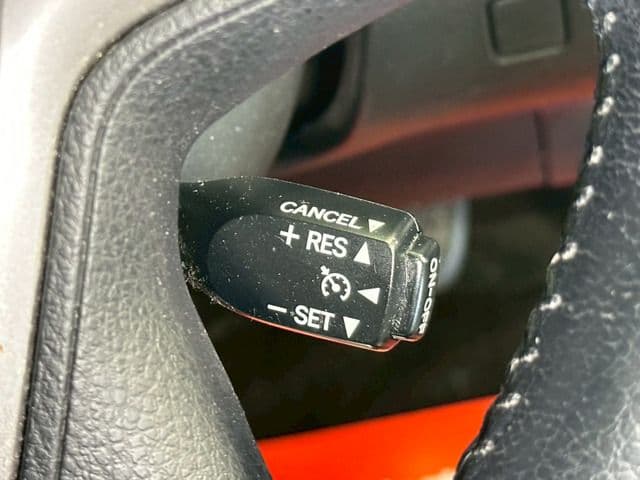 CANCEL ▼
+ RES ▲
◀
- SET ▼
ON-OFF